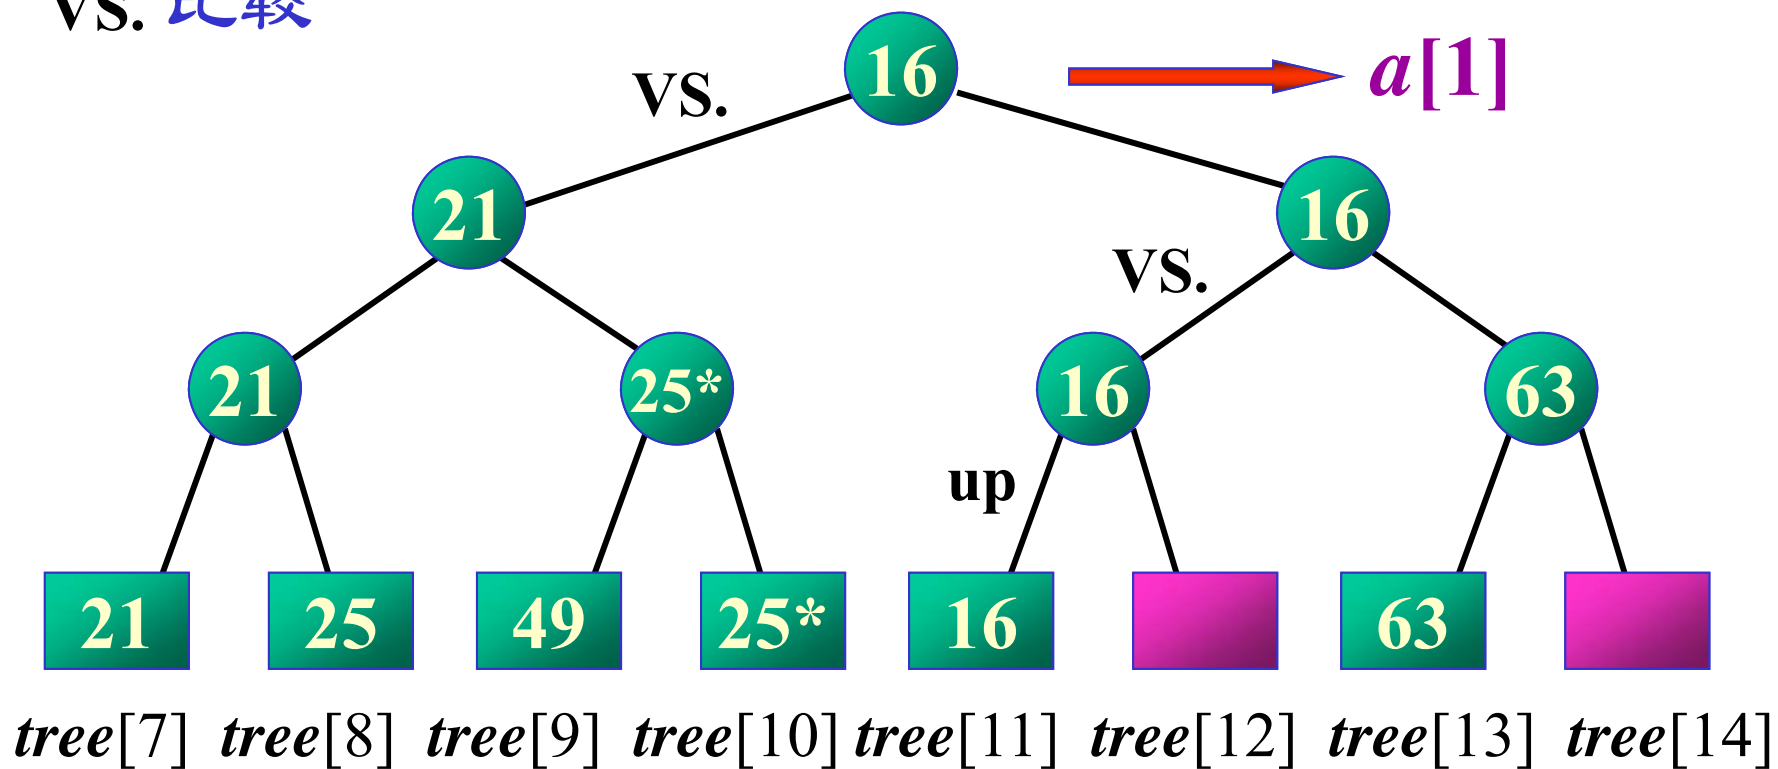 VS. 比較
16
VS.
a[1]
21
16
VS.
21
25*
16
63
up
21 25 49 25* 16 63
tree[7] tree[8] tree[9] tree[10] tree[11] tree[12] tree[13] tree[14]